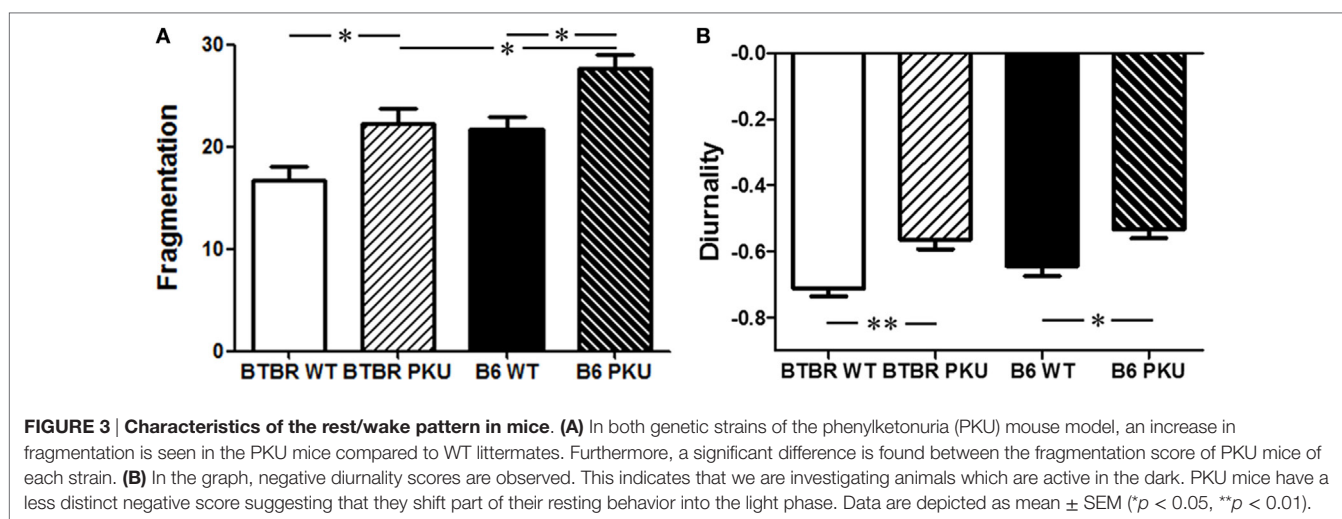 A
30
20
10
0
Fragmentation
*
*
*
BTBR WT BTBR PKU B6 WT B6 PKU
B
-0.0
-0.2
-0.4
-0.6
-0.8
Diurnality
**
*
BTBR WT BTBR PKU B6 WT B6 PKU
FIGURE 3 | Characteristics of the rest/wake pattern in mice. (A) In both genetic strains of the phenylketonuria (PKU) mouse model, an increase in
fragmentation is seen in the PKU mice compared to WT littermates. Furthermore, a significant difference is found between the fragmentation score of PKU mice of
each strain. (B) In the graph, negative diurnality scores are observed. This indicates that we are investigating animals which are active in the dark. PKU mice have a
less distinct negative score suggesting that they shift part of their resting behavior into the light phase. Data are depicted as mean ± SEM (*p < 0.05, **p < 0.01).